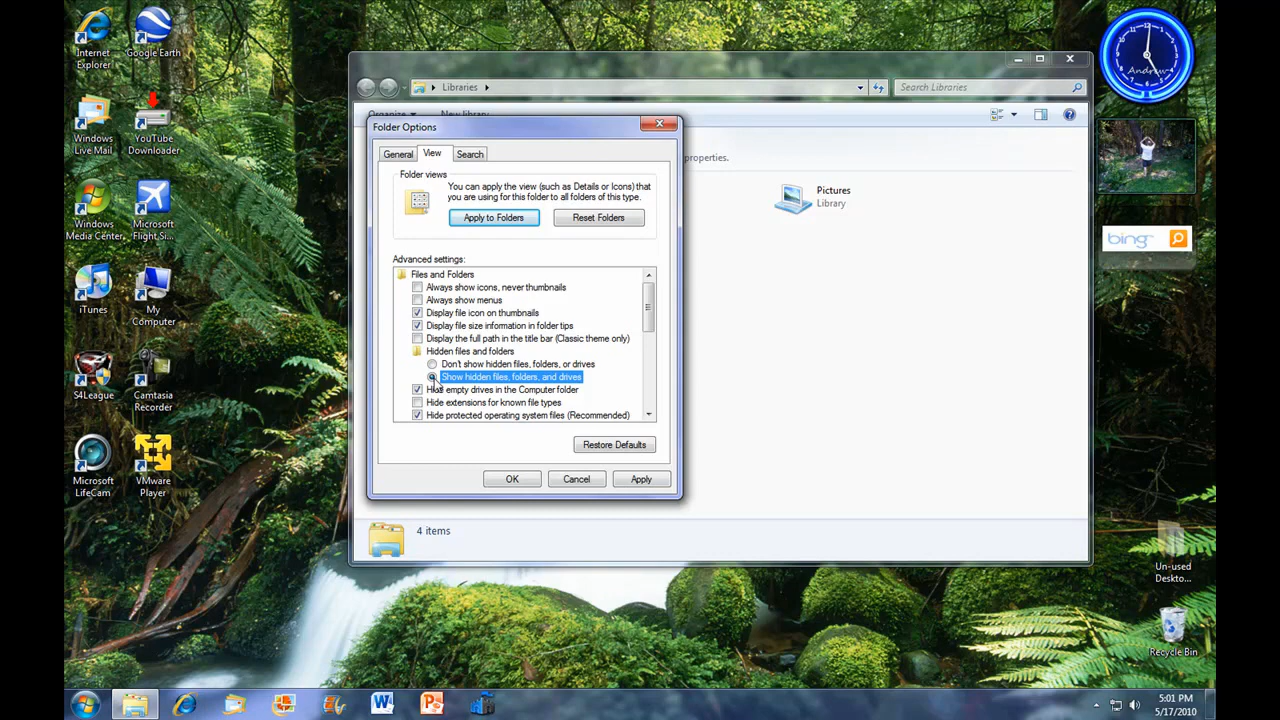 Internet
Explorer
Google Earth
Windows
Live Mail
YouTube
Downloader
Windows
Media Center
Microsoft
Flight Si...
iTunes
My
Computer
S4League
Camtasia
Recorder
Microsoft
LifeCam
VMware
Player
Libraries
Search Libraries
Organize
New library
properties.
Pictures
Library
4 items
Folder Options
General
View
Search
Folder views
You can apply the view (such as Details or Icons) that
you are using for this folder to all folders of this type.
Apply to Folders
Reset Folders
Advanced settings:
Files and Folders
Always show icons, never thumbnails
Always show menus
Display file icon on thumbnails
Display file size information in folder tips
Display the full path in the title bar (Classic theme only)
Hidden files and folders
Don't show hidden files, folders, or drives
Show hidden files, folders, and drives
Hide empty drives in the Computer folder
Hide extensions for known file types
Hide protected operating system files (Recommended)
Restore Defaults
OK
Cancel
Apply
Andrew
bing
Un-used
Deskto...
Recycle Bin
5:01 PM
5/17/2010